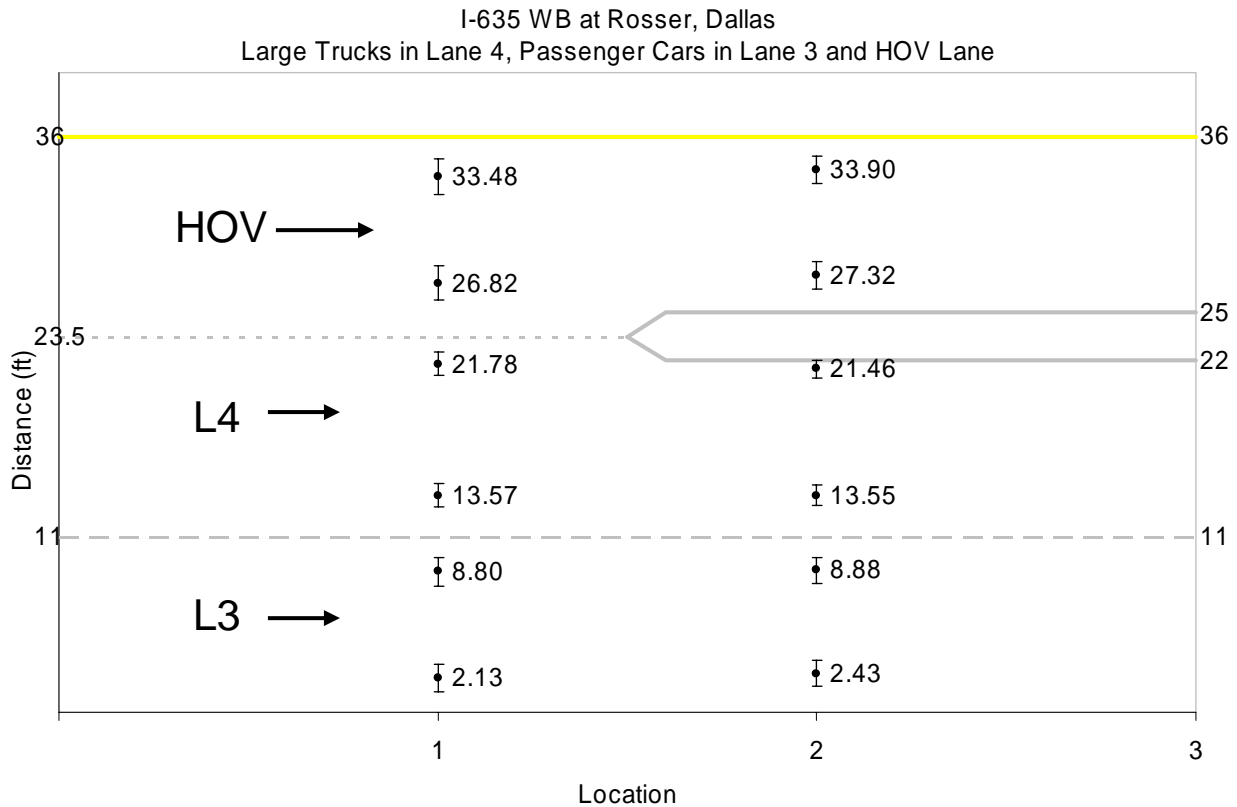 I-635 WB at Rosser, Dallas
Large Trucks in Lane 4, Passenger Cars in Lane 3 and HOV Lane
36 36
33.48 33.90
HOV
26.82 27.32
25
23.5
21.78 21.46 22
L4
13.57 13.55
11 11
8.80 8.88
L3
2.13 2.43
Distance (ft)
1 2 3
Location